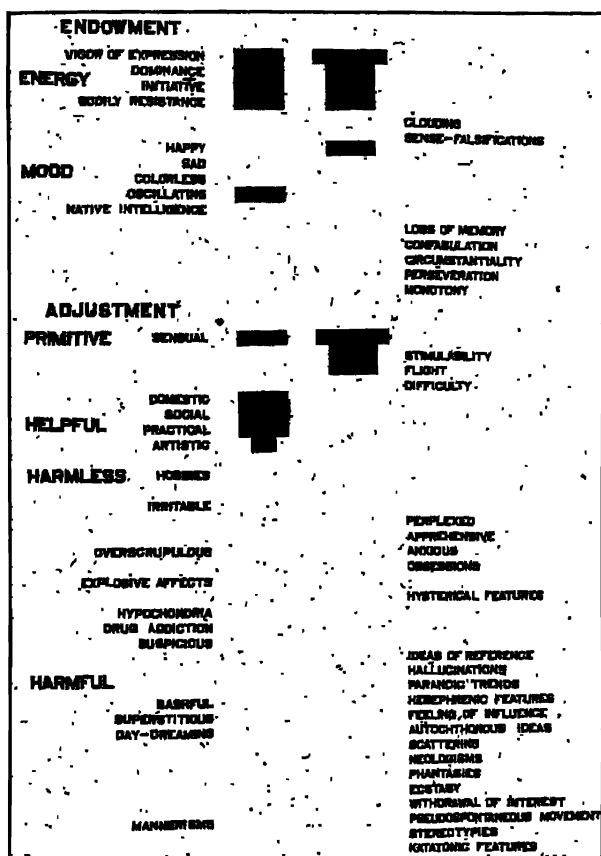 ENDOWMENT
VIGOR OF EXPRESSION
DOMINANCE
ENERGY
INITIATIVE
BODILY RESISTANCE
CLOUDING
SENSE-FALSIFICATIONS
HAPPY
SAD
MOOD
COLORLESS
OSCILLATING
NATIVE INTELLIGENCE
LOSS OF MEMORY
CONFABULATION
CIRCUMSTANTIALITY
PERSEVERATION
MONOTONY
ADJUSTMENT
PRIMITIVE
SENSUAL
STIMULABILITY
FLIGHT
DIFFICULTY
DOMESTIC
SOCIAL
HELPFUL
PRACTICAL
ARTISTIC
HARMLESS
HOBBIES
IRRITABLE
PERPLEXED
APPREHENSIVE
OVERSCRUPULOUS
ANXIOUS
OBSESSIONS
EXPLOSIVE AFFECTS
HYSTERICAL FEATURES
HYPOCHONDRIA
DRUG ADDICTION
SUSPICIOUS
IDEAS OF REFERENCE
HALLUCINATIONS
HARMFUL
PARANOIC TRENDS
HEBEPHRENIC FEATURES
BASHFUL
FEELING OF INFLUENCE
SUPERSTITIOUS
AUTOCHTHONOUS IDEAS
DAY-DREAMING
SCATTERING
NEOLOGISMS
PHANTASIES
ECSTASY
WITHDRAWAL OF INTEREST
MANNERISMS
PSEUDOSPONTANEOUS MOVEMENT
STEREOTYPIES
KATATONIC FEATURES